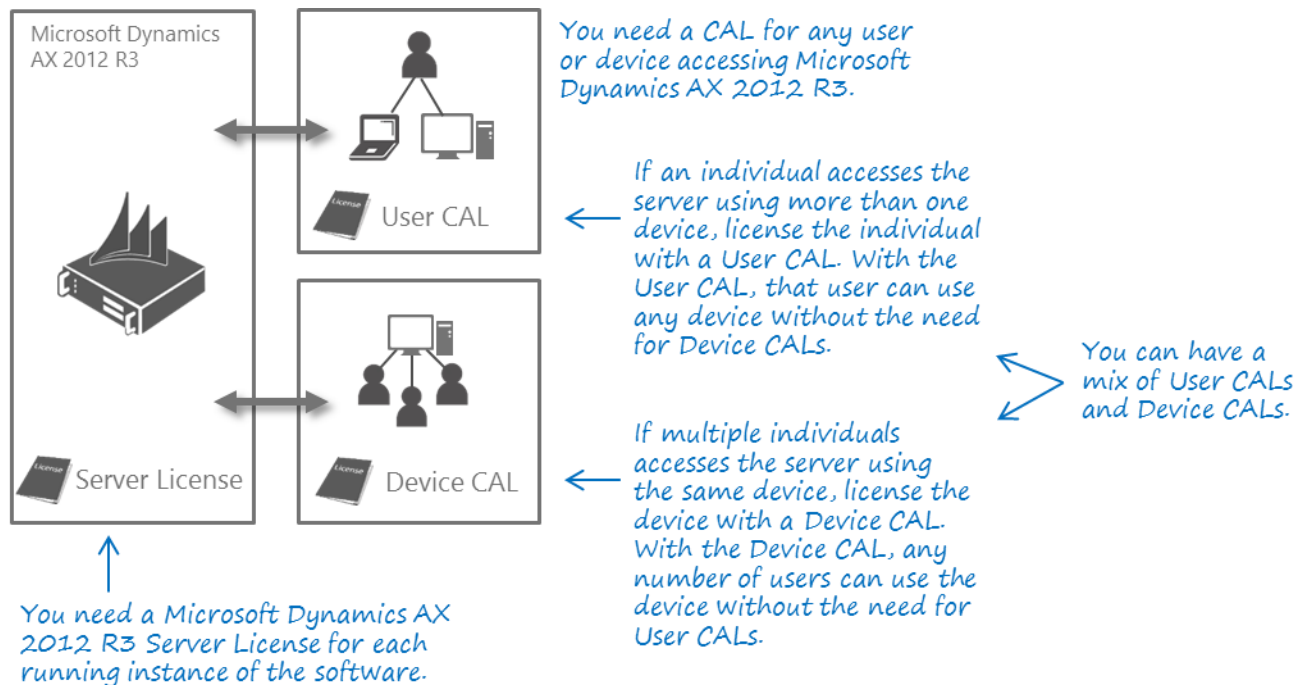 Microsoft Dynamics
AX 2012 R3
License
Server License
License
User CAL
License
Device CAL
You need a CAL for any user
or device accessing Microsoft
Dynamics AX 2012 R3.
If an individual accesses the
server using more than one
device, license the individual
with a User CAL. With the
User CAL, that user can use
any device without the need
for Device CALs.
If multiple individuals
accesses the server using
the same device, license the
device with a Device CAL.
With the Device CAL, any
number of users can use the
device without the need for
User CALs.
You can have a
mix of User CALs
and Device CALs.
You need a Microsoft Dynamics AX
2012 R3 Server License for each
running instance of the software.